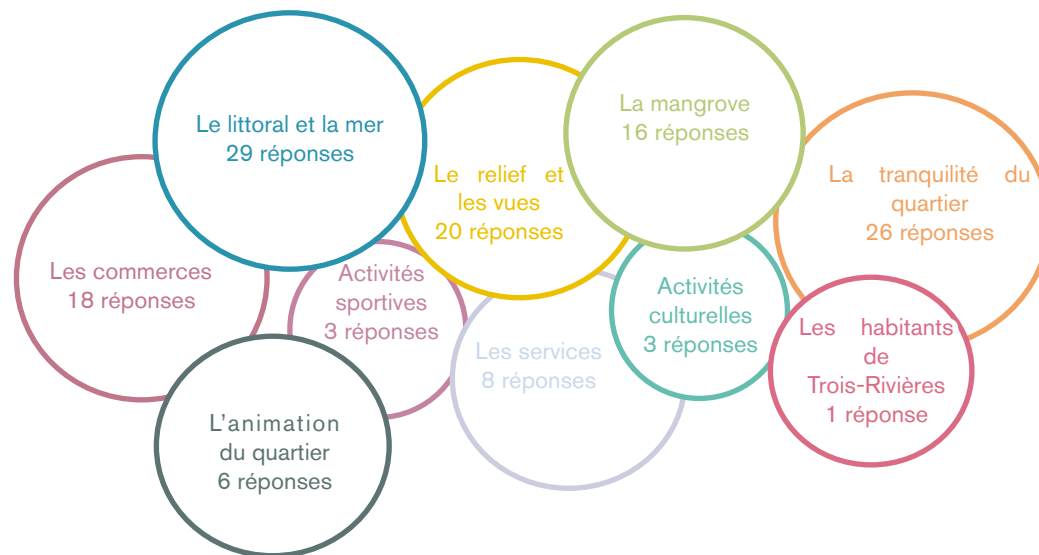 Le littoral et la mer
29 réponses
La mangrove
16 réponses
Le relief et
les vues
20 réponses
La tranquilité du
quartier
26 réponses
Les commerces
18 réponses
Activités
sportives
3 réponses
Activités
culturelles
3 réponses
Les services
8 réponses
Les habitants
de
Trois-Rivières
1 réponse
L'animation
du quartier
6 réponses